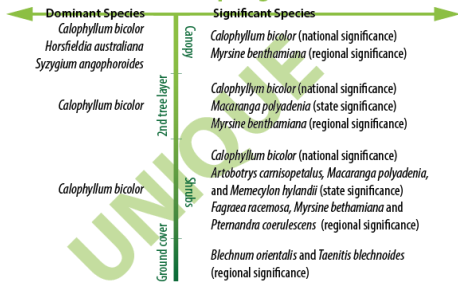 Dominant Species
Significant Species
Calophyllum bicolor
Horsfieldia australiana
Syzygium angophoroides
Canopy
Calophyllum bicolor (national significance)
Myrsine benthamiana (regional significance)
Calophyllum bicolor
2nd tree layer
Calophyllym bicolor (national significance)
Macaranga polyadenia (state significance)
Myrsine benthamiana (regional significance)
Calophyllum bicolor
Shrubs
Calophyllum bicolor (national significance)
Artobotrys carnisopetalus, Macaranga polyadenia,
and Memecylon hylandii (state significance)
Fagraea racemosa, Myrsine bethamiana and
Pternandra coerulescens (regional significance)
Ground cover
Blechnum orientalis and Taenitis blechnoides
(regional significance)
UNIQUE